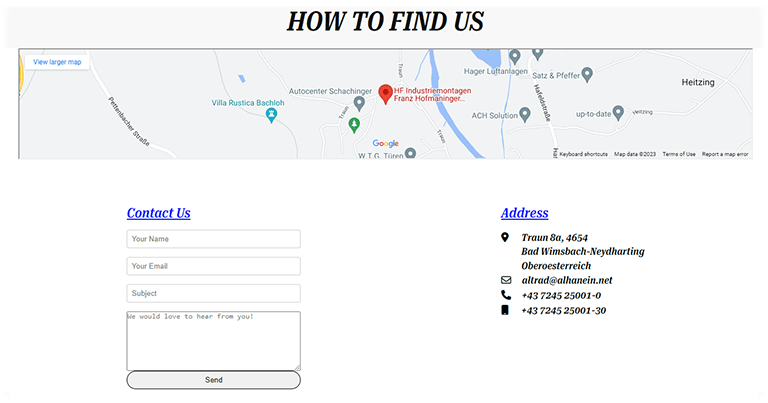 HOW TO FIND US
View larger map
Traun
Hager Luftanlagen
Satz & Pfeffer
Heitzing
Autocenter Schachinger
HF Industriemontagen
Franz Hofmaninger...
Villa Rustica Bachloh
Pettenbacher Straße
Traun
Hafeldstraße
ACH Solution
up-to-date
Heitzing
Traun
Google
W.T.G. Türen
Keyboard shortcuts
Map data ©2023
Terms of Use
Report a map error
Contact Us
Your Name
Your Email
Subject
We would love to hear from you!
Send
Address
Traun 8a, 4654
Bad Wimsbach-Neydharting
Oberoesterreich
altrad@alhanein.net
+43 7245 25001-0
+43 7245 25001-30